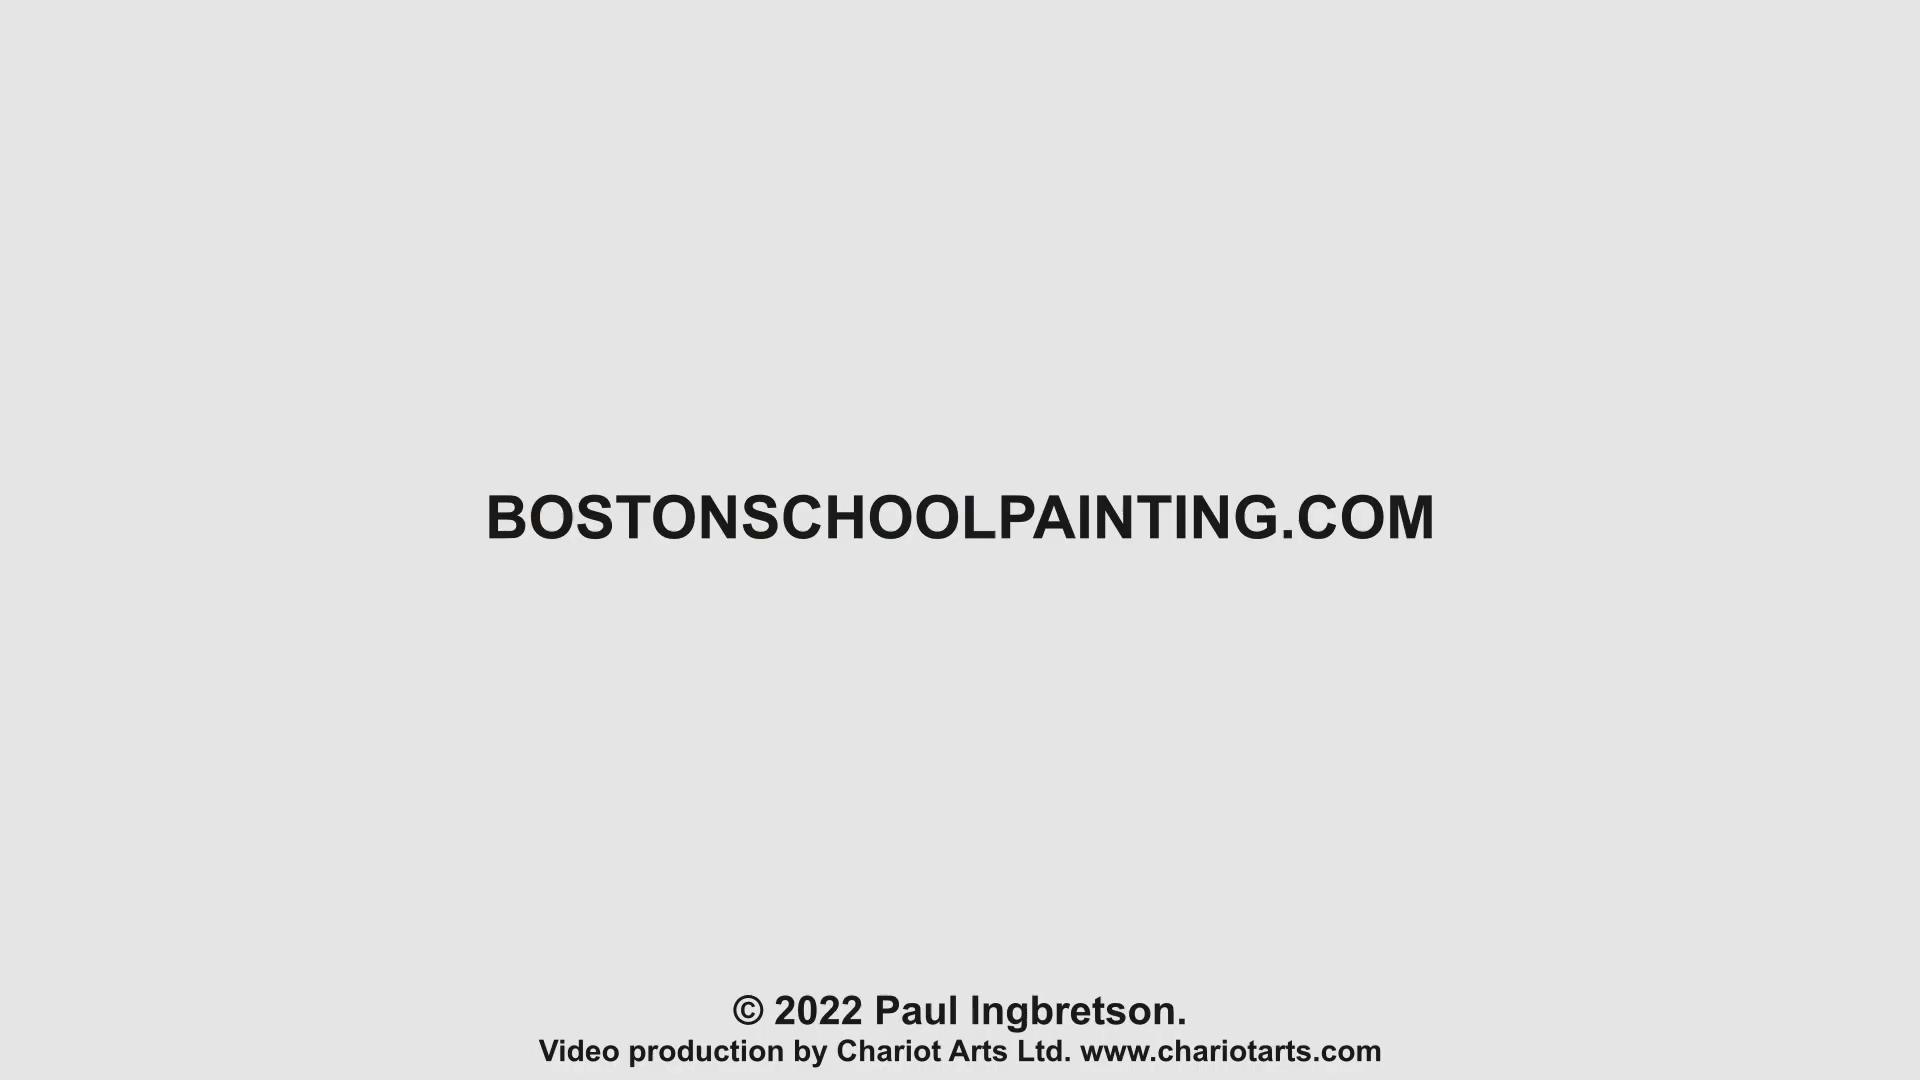 BOSTONSCHOOLPAINTING.COM
© 2022 Paul Ingbretson.
Video production by Chariot Arts Ltd. www.chariotarts.com